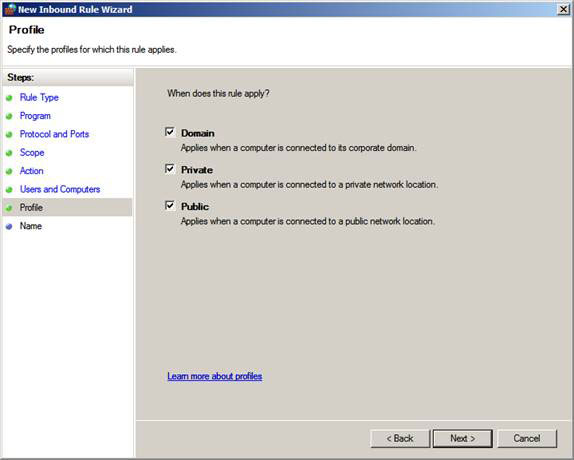 New Inbound Rule Wizard
Profile
Specify the profiles for which this rule applies.
Steps:
Rule Type
Program
Protocol and Ports
Scope
Action
Users and Computers
Profile
Name
When does this rule apply?
Domain
Applies when a computer is connected to its corporate domain.
Private
Applies when a computer is connected to a private network location.
Public
Applies when a computer is connected to a public network location.
Learn more about profiles
< Back
Next >
Cancel